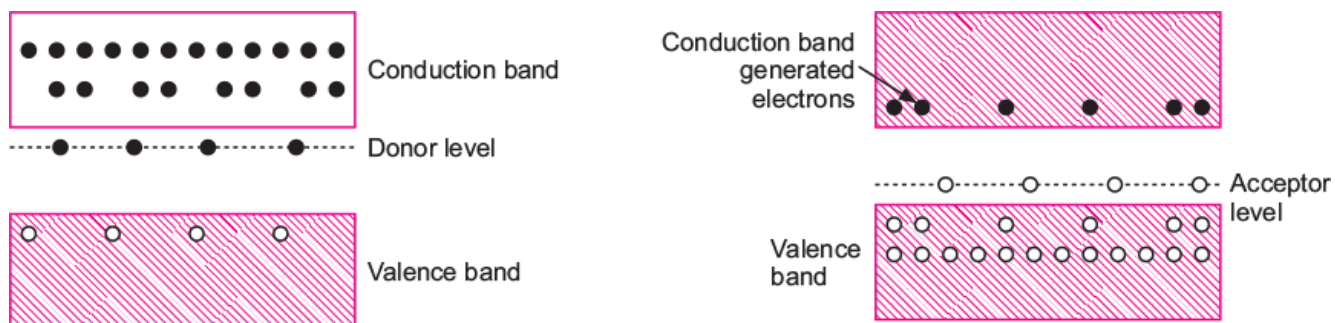 Conduction band
Donor level
Valence band
Conduction band
generated
electrons
Acceptor
level
Valence
band